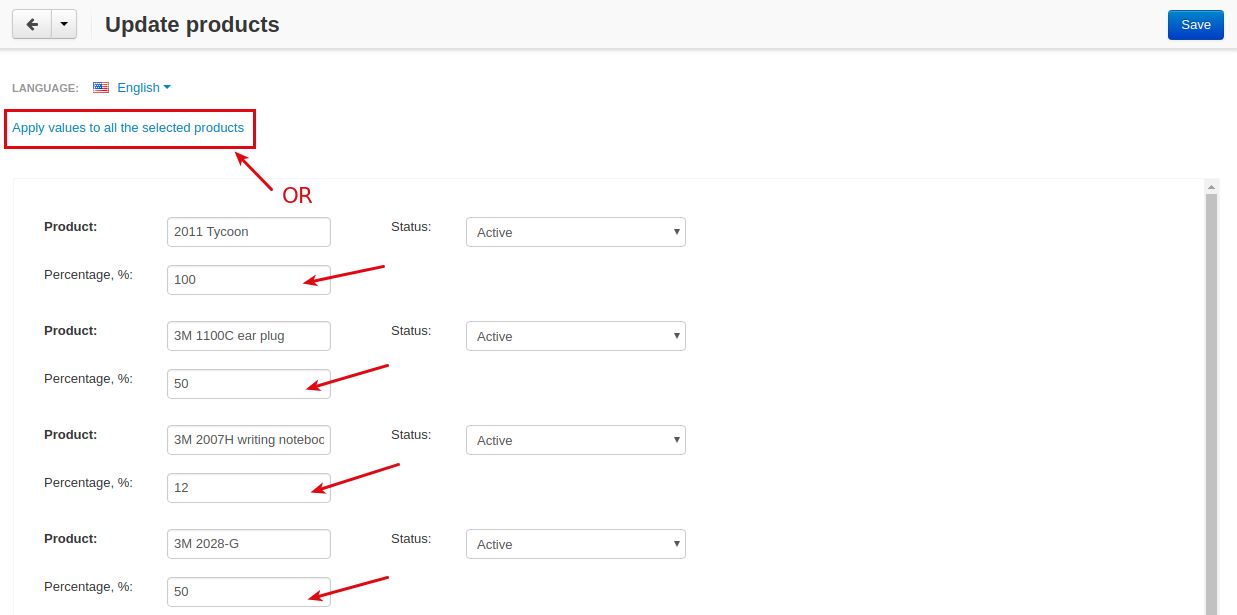 Update products
Save
LANGUAGE: English
Apply values to all the selected products
OR
Product: 2011 Tycoon Status: Active
Percentage, %: 100
Product: 3M 1100C ear plug Status: Active
Percentage, %: 50
Product: 3M 2007H writing noteboo Status: Active
Percentage, %: 12
Product: 3M 2028-G Status: Active
Percentage, %: 50